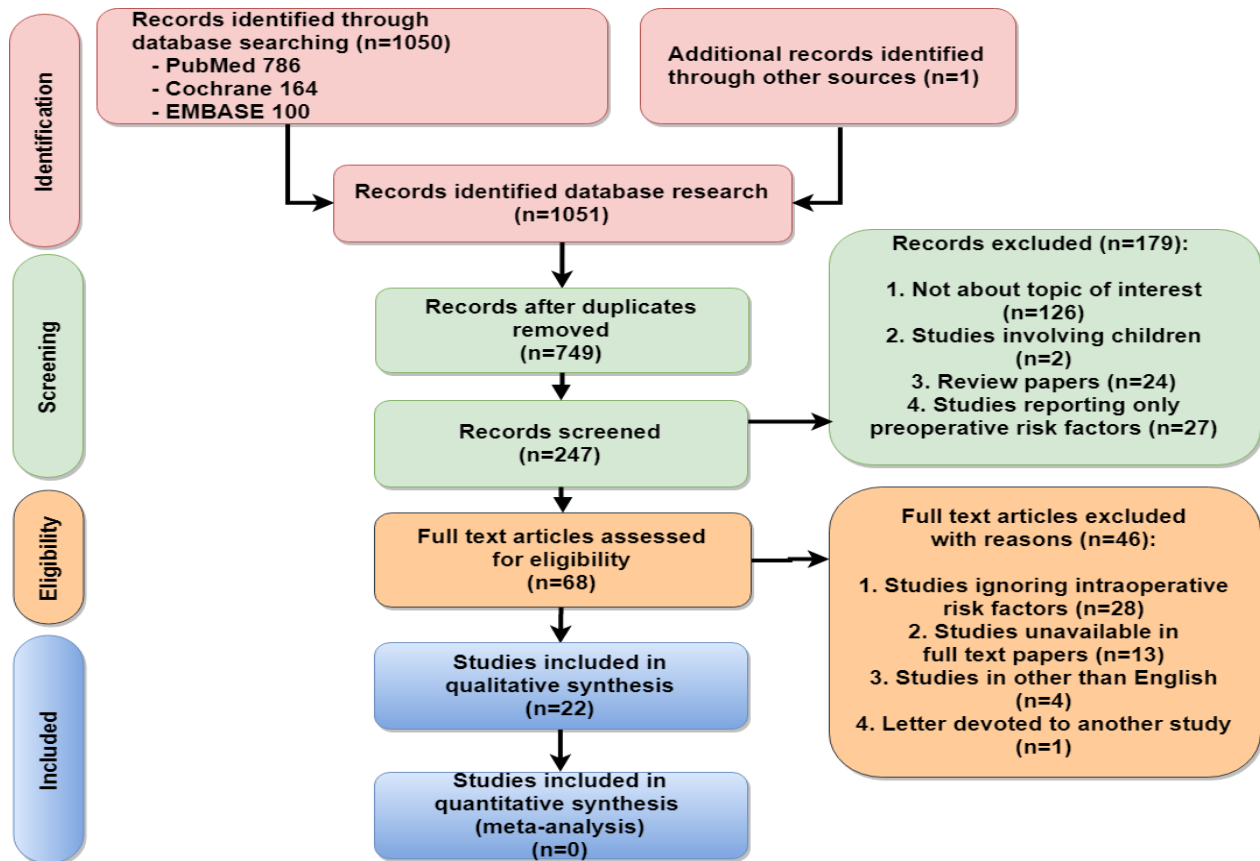 Identification
Records identified through
database searching (n=1050)
- PubMed 786
- Cochrane 164
- EMBASE 100
Additional records identified
through other sources (n=1)
Records identified database research
(n=1051)
Screening
Records after duplicates
removed
(n=749)
Records screened
(n=247)
Records excluded (n=179):
1. Not about topic of interest
(n=126)
2. Studies involving children
(n=2)
3. Review papers (n=24)
4. Studies reporting only
preoperative risk factors (n=27)
Eligibility
Full text articles assessed
for eligibility
(n=68)
Full text articles excluded
with reasons (n=46):
1. Studies ignoring intraoperative
risk factors (n=28)
2. Studies unavailable in
full text papers (n=13)
3. Studies in other than English
(n=4)
4. Letter devoted to another study
(n=1)
Included
Studies included in
qualitative synthesis
(n=22)
Studies included in
quantitative synthesis
(meta-analysis)
(n=0)